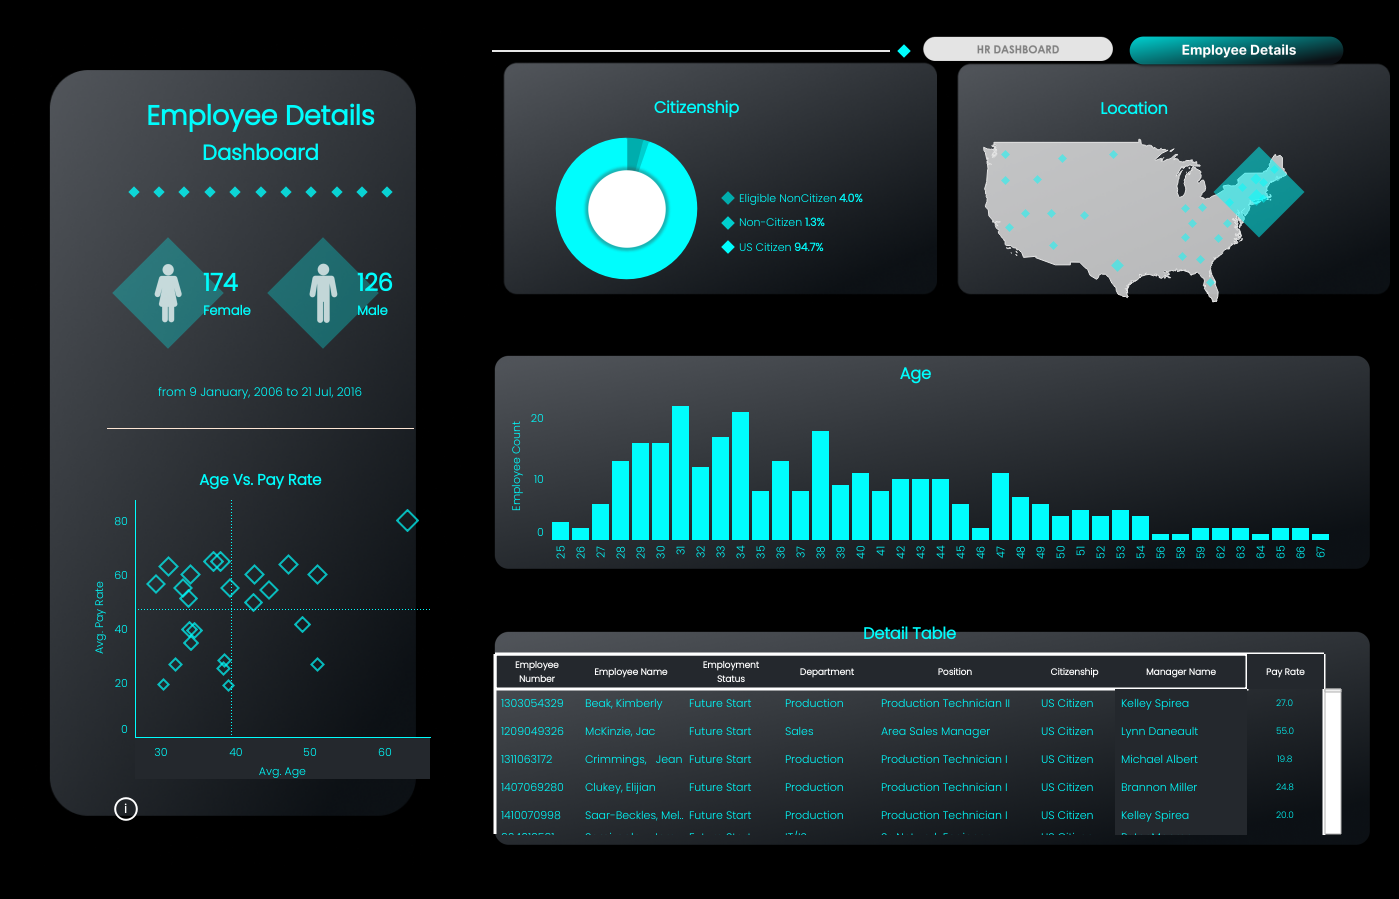 HR DASHBOARD
Employee Details
Employee Details
Dashboard
174
Female
126
Male
from 9 January, 2006 to 21 Jul, 2016
Age Vs. Pay Rate
Avg. Pay Rate
80
60
40
20
0
30 40 50 60
Avg. Age
i
Citizenship
Eligible NonCitizen 4.0%
Non-Citizen 1.3%
US Citizen 94.7%
Location
Age
Employee Count
20
10
0
25 26 27 28 29 30 31 32 33 34 35 36 37 38 39 40 41 42 43 44 45 46 47 48 49 50 51 52 53 54 56 58 59 62 63 64 65 66 67
Detail Table
Employee Number Employee Name Employment Status Department Position Citizenship Manager Name Pay Rate
1303054329 Beak, Kimberly Future Start Production Production Technician II US Citizen Kelley Spirea 27.0
1209049326 McKinzie, Jac Future Start Sales Area Sales Manager US Citizen Lynn Daneault 55.0
1311063172 Crimmings, Jean Future Start Production Production Technician I US Citizen Michael Albert 19.8
1407069280 Clukey, Elijian Future Start Production Production Technician I US Citizen Brannon Miller 24.8
1410070998 Saar-Beckles, Mel.. Future Start Production Production Technician I US Citizen Kelley Spirea 20.0